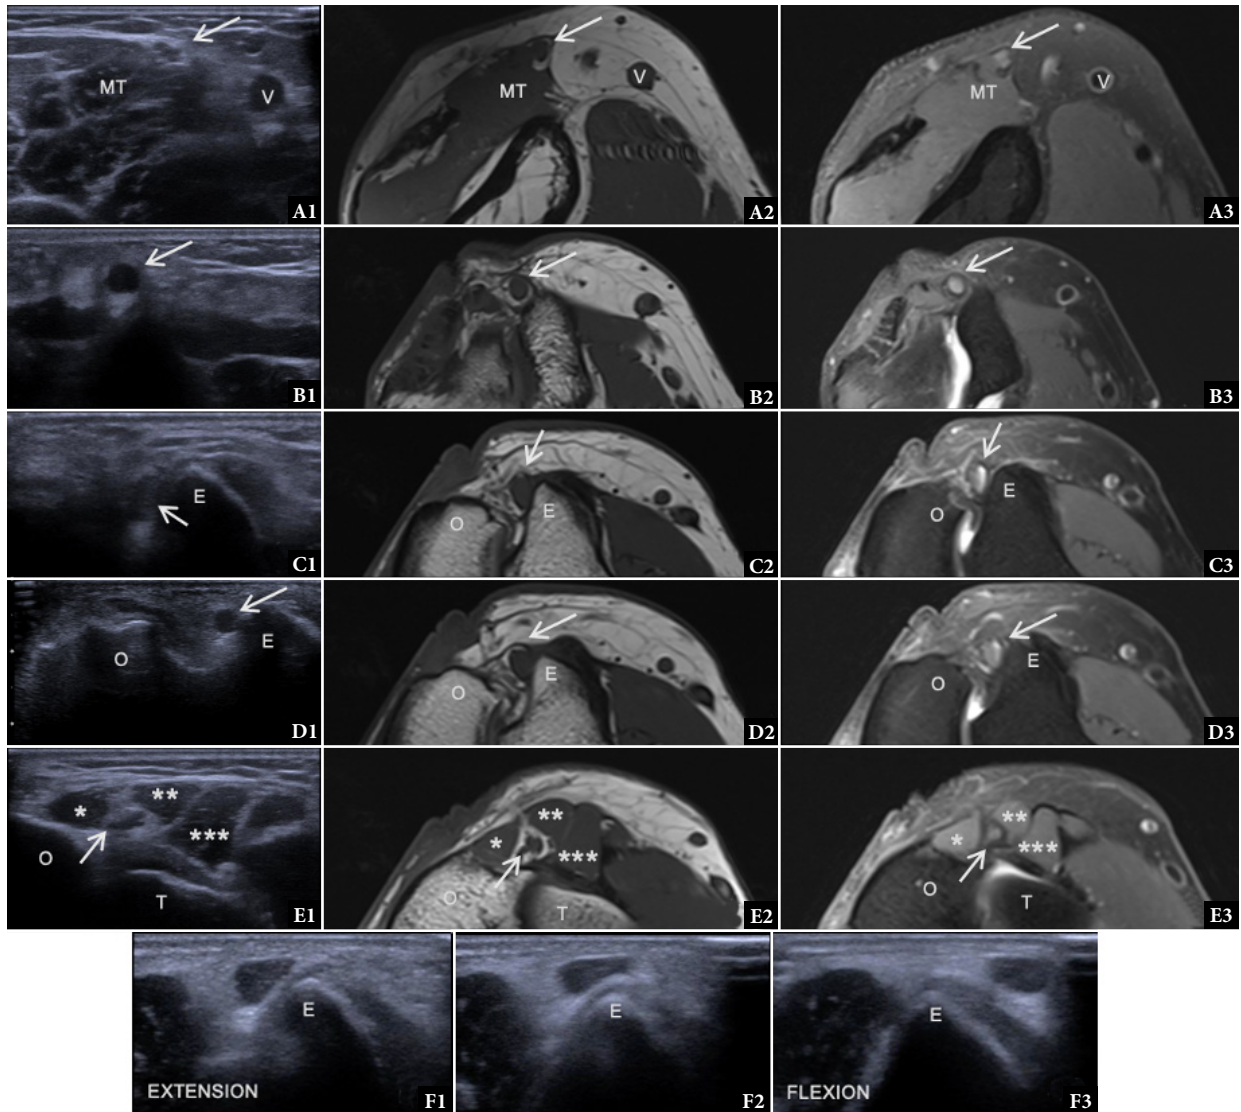 MT
V
A1
MT
V
A2
MT
V
A3
B1
B2
B3
E
C1
O
E
C2
O
E
C3
O
E
D1
O
E
D2
O
E
D3
*
**
***
O
T
E1
*
**
***
O
T
E2
*
**
***
O
T
E3
E
EXTENSION
F1
E
F2
E
FLEXION
F3